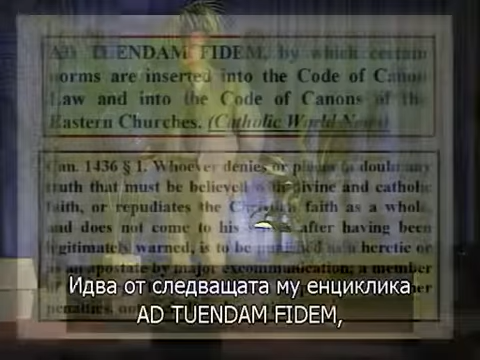 AD TUENDAM FIDEM, by which certain
norms are inserted into the Code of Canon
Law and into the Code of Canons of the
Eastern Churches. (Catholic World News)
Can. 1436 § 1. Whoever denies or places in doubt any
truth that must be believed with divine and catholic
faith, or repudiates the Christian faith as a whole
and does not come to his after having been
legitimately warned, is to be punished as a heretic or
as an apostate by major excommunication; a member
Идва от следващата му енциклика
AD TUENDAM FIDEM,